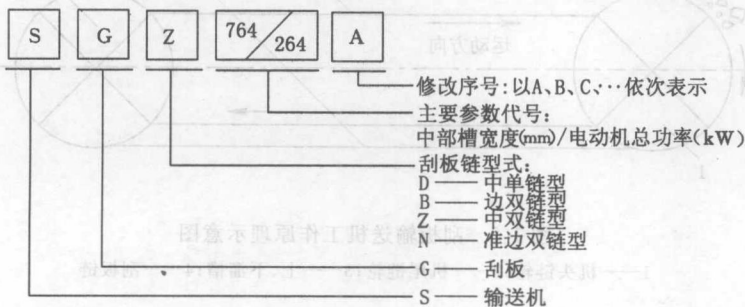 S G Z 764/264 A
修改序号:以A、B、C、…依次表示
主要参数代号:
中部槽宽度(mm)/电动机总功率(kW)
刮板链型式:
D —— 中单链型
B —— 边双链型
Z —— 中双链型
N —— 准边双链型
G —— 刮板
S —— 输送机